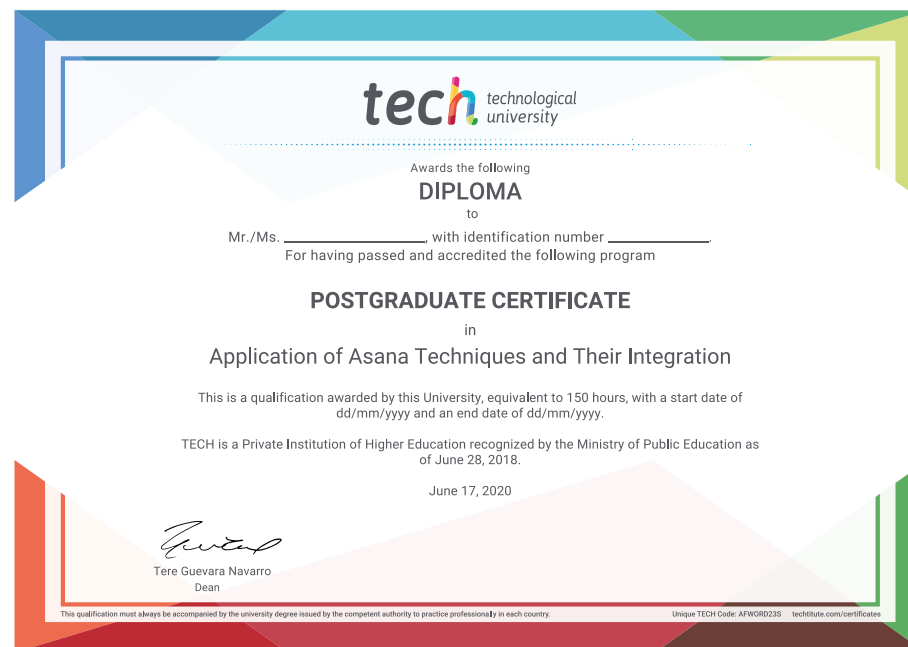 tech technological
university
Awards the following
DIPLOMA
to
Mr./Ms. ____________________, with identification number ______________.
For having passed and accredited the following program
POSTGRADUATE CERTIFICATE
in
Application of Asana Techniques and Their Integration
This is a qualification awarded by this University, equivalent to 150 hours, with a start date of
dd/mm/yyyy and an end date of dd/mm/yyyy.
TECH is a Private Institution of Higher Education recognized by the Ministry of Public Education as
of June 28, 2018.
June 17, 2020
Tere Guevara Navarro
Dean
This qualification must always be accompanied by the university degree issued by the competent authority to practice professionally in each country. Unique TECH Code: AFWORD23S techtitute.com/certificates